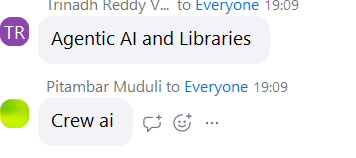 Trinadh Reddy V... to Everyone 19:09
TR
Agentic AI and Libraries
Pitambar Muduli to Everyone 19:09
Crew ai